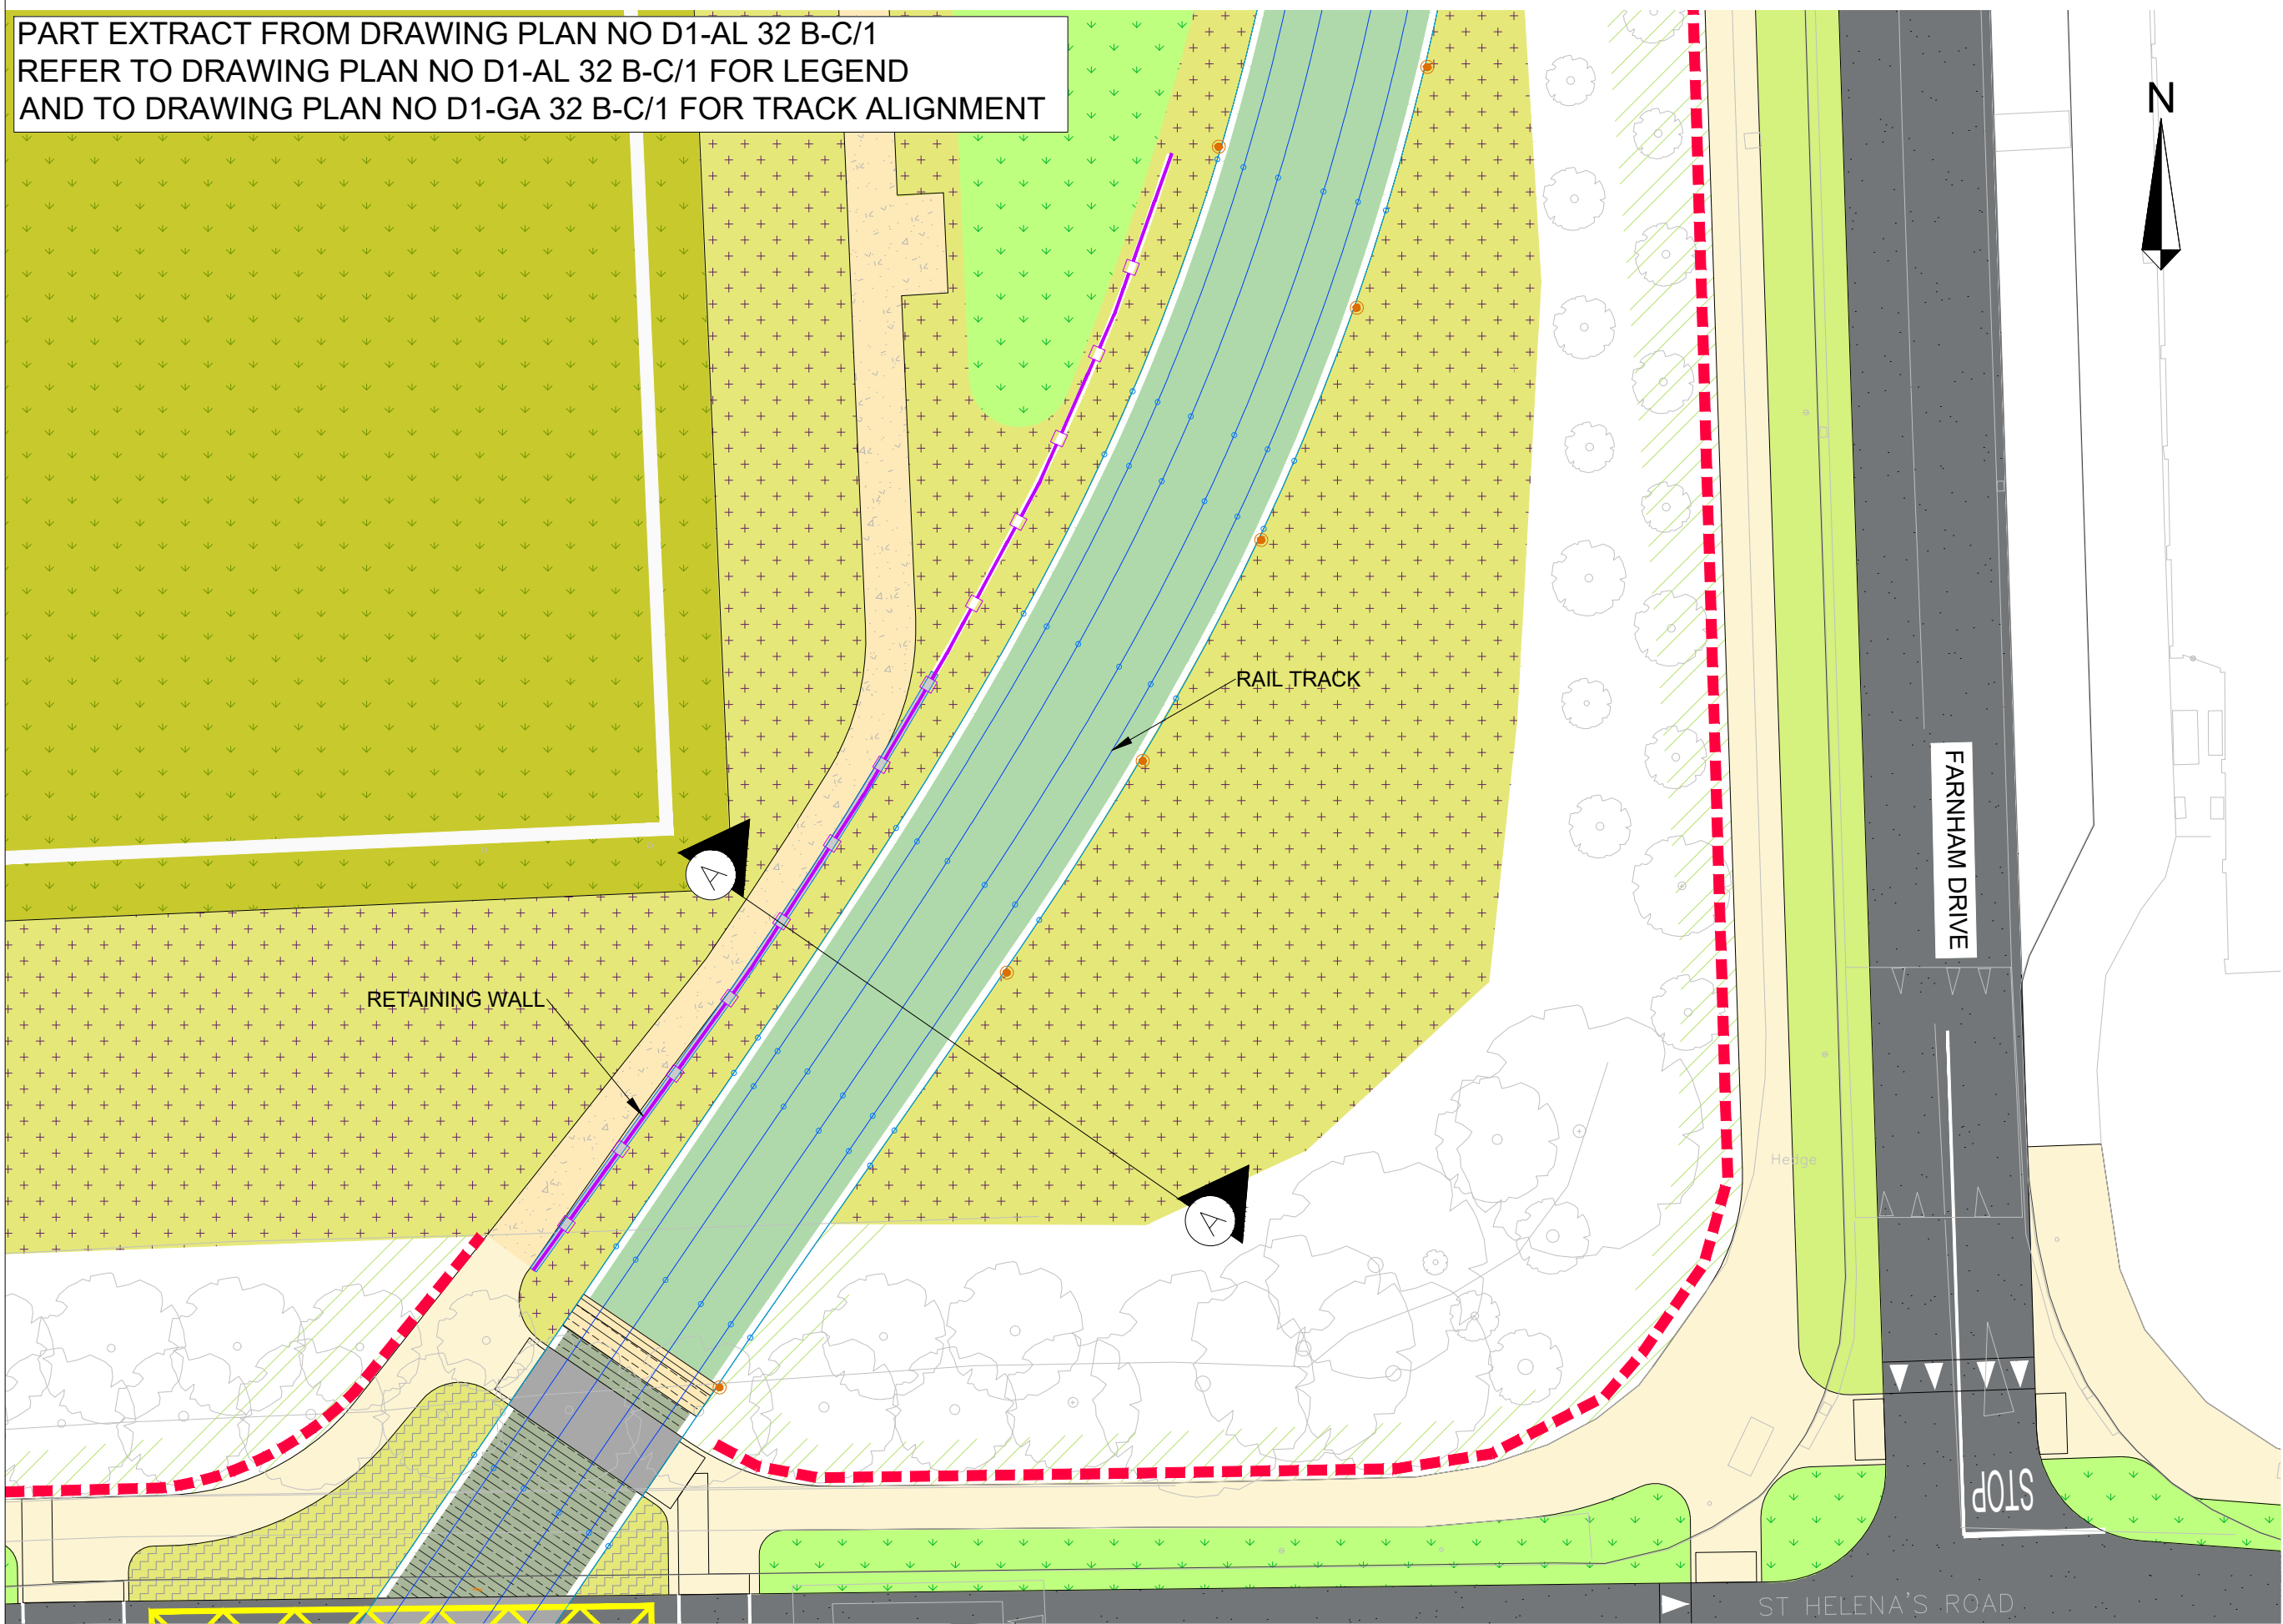 PART EXTRACT FROM DRAWING PLAN NO D1-AL 32 B-C/1
REFER TO DRAWING PLAN NO D1-AL 32 B-C/1 FOR LEGEND
AND TO DRAWING PLAN NO D1-GA 32 B-C/1 FOR TRACK ALIGNMENT
N
RAIL TRACK
FARNHAM DRIVE
A
RETAINING WALL
Hedge
A
STOP
ST HELENA'S ROAD